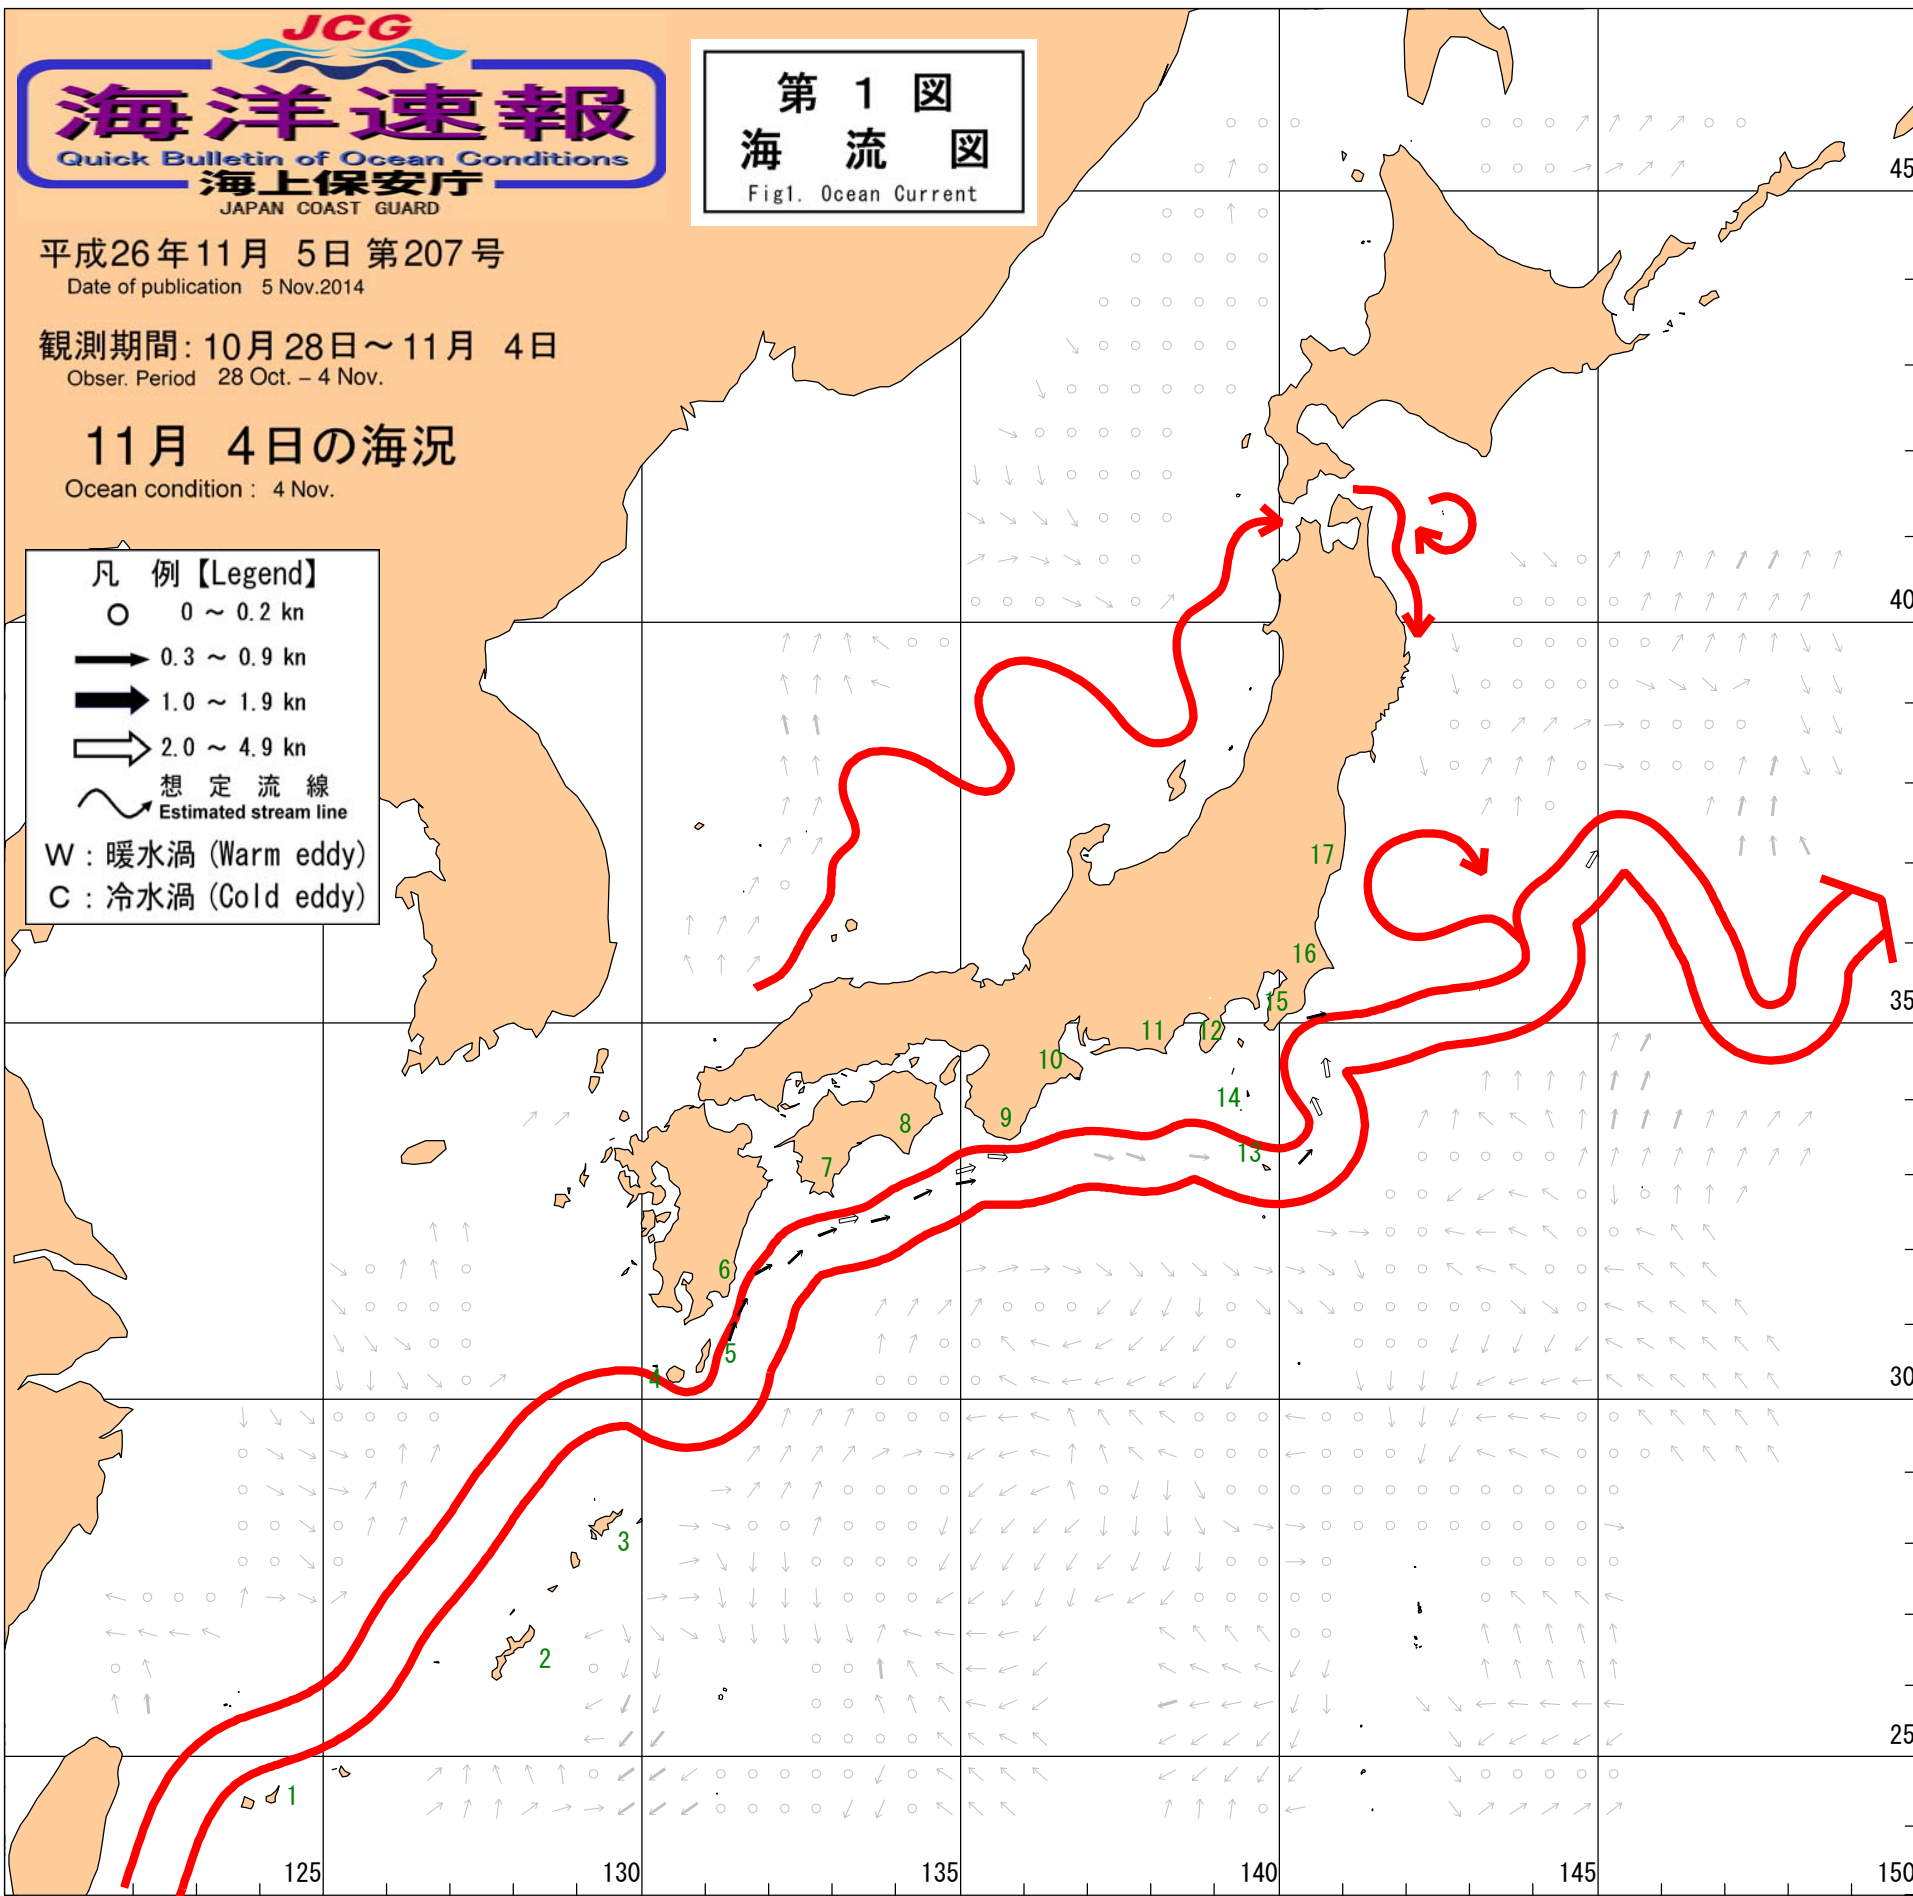 JCG
海洋速報
Quick Bulletin of Ocean Conditions
海上保安庁
JAPAN COAST GUARD
第 1 図
海 流 図
Fig1. Ocean Current
平成26年11月 5日 第207号
Date of publication 5 Nov.2014
観測期間: 10月28日～11月 4日
Obser. Period 28 Oct. – 4 Nov.
11月 4日の海況
Ocean condition : 4 Nov.
凡 例【Legend】
0 ～ 0.2 kn
0.3 ～ 0.9 kn
1.0 ～ 1.9 kn
2.0 ～ 4.9 kn
想 定 流 線
Estimated stream line
W : 暖水渦 (Warm eddy)
C : 冷水渦 (Cold eddy)
45
40
17
16
15
35
11
12
10
14
8
9
13
7
6
5
4
30
3
2
25
1
125
130
135
140
145
150